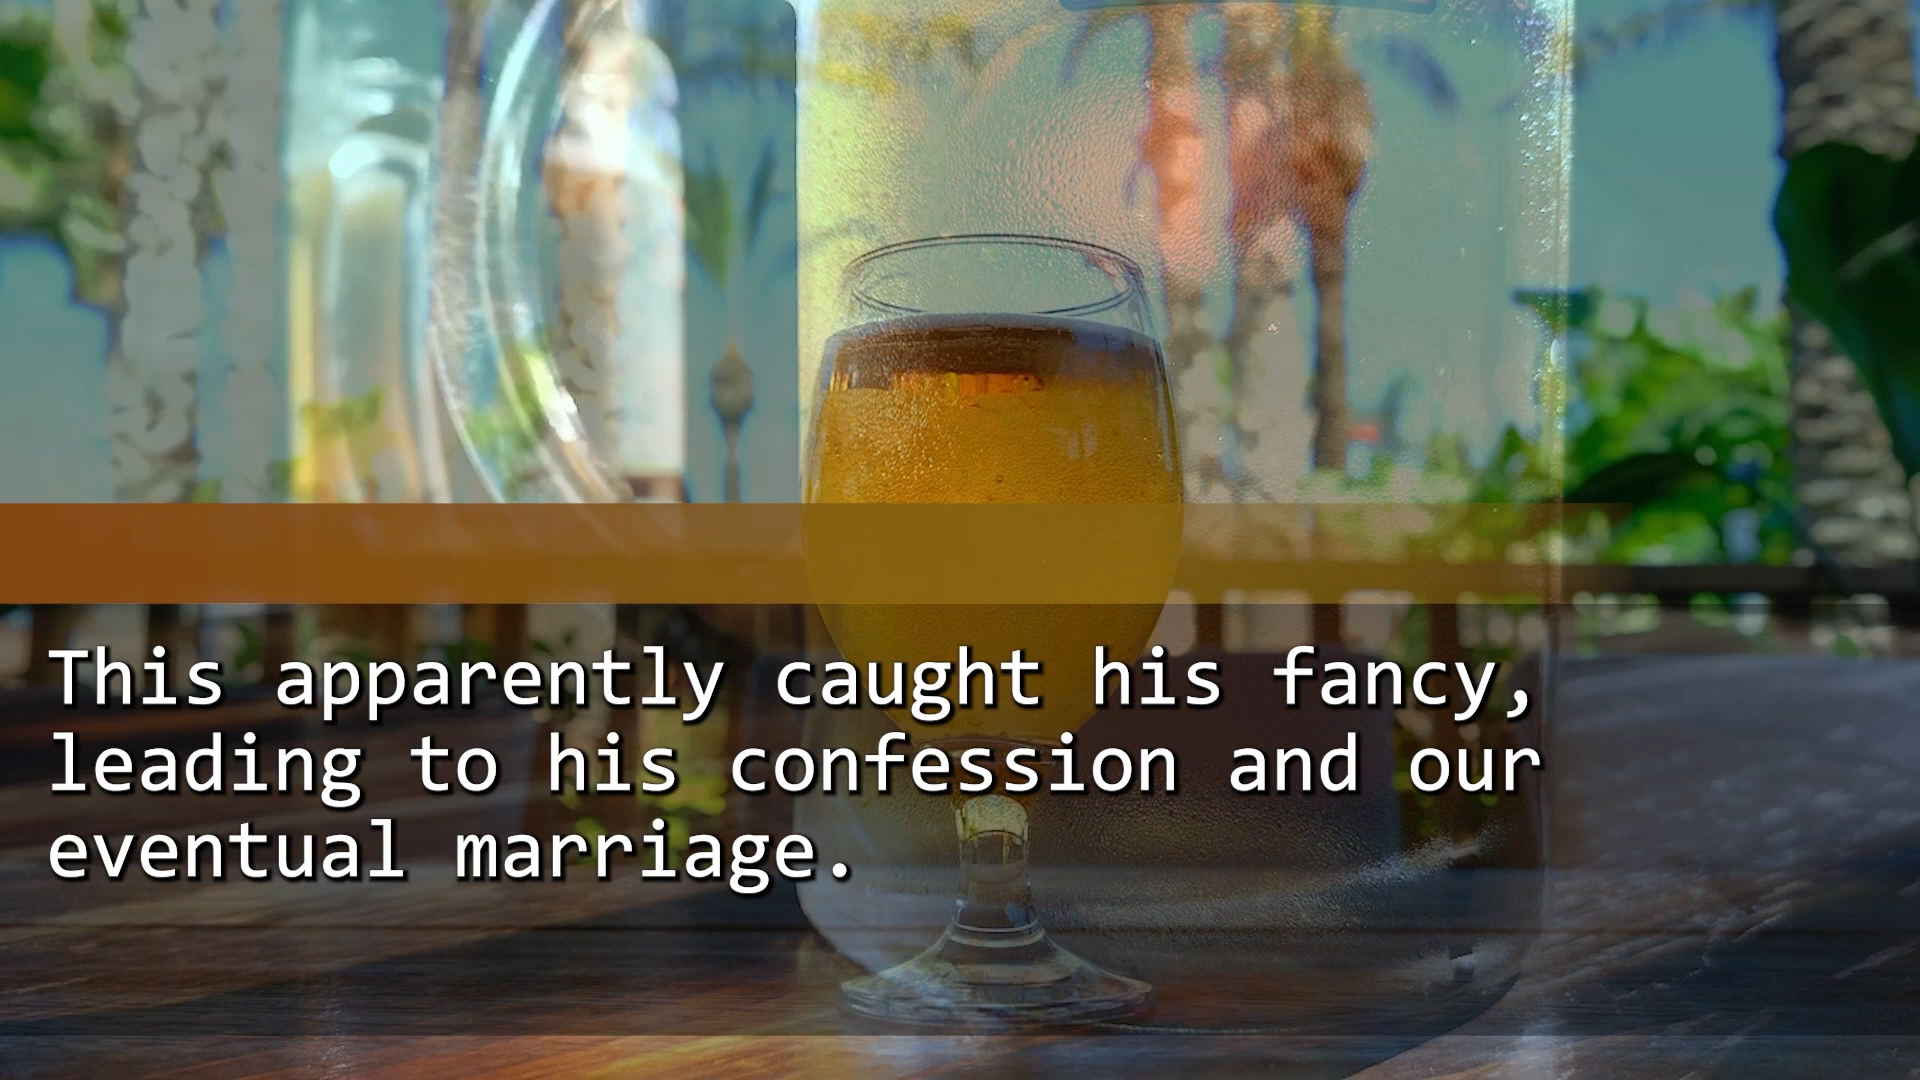 This apparently caught his fancy,
leading to his confession and our
eventual marriage.